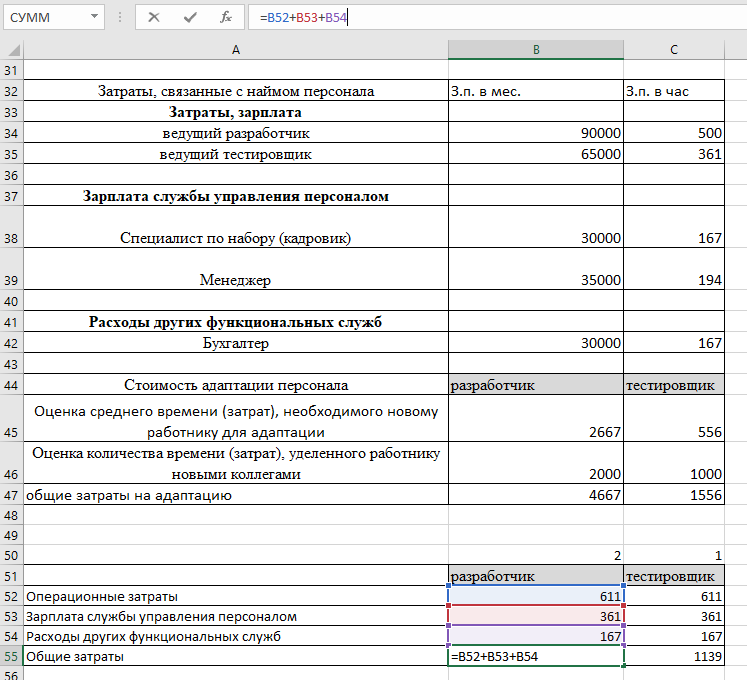 СУММ =B52+B53+B54
A B C
31
32 Затраты, связанные с наймом персонала З.п. в мес. З.п. в час
33 Затраты, зарплата
34 ведущий разработчик 90000 500
35 ведущий тестировщик 65000 361
36
37 Зарплата службы управления персоналом
38 Специалист по набору (кадровик) 30000 167
39 Менеджер 35000 194
40
41 Расходы других функциональных служб
42 Бухгалтер 30000 167
43
44 Стоимость адаптации персонала разработчик тестировщик
Оценка среднего времени (затрат), необходимого новому
45 работнику для адаптации 2667 556
Оценка количества времени (затрат), уделенного работнику
46 новыми коллегами 2000 1000
47 общие затраты на адаптацию 4667 1556
48
49
50 2 1
51 разработчик тестировщик
52 Операционные затраты 611 611
53 Зарплата службы управления персоналом 361 361
54 Расходы других функциональных служб 167 167
55 Общие затраты =B52+B53+B54 1139
56